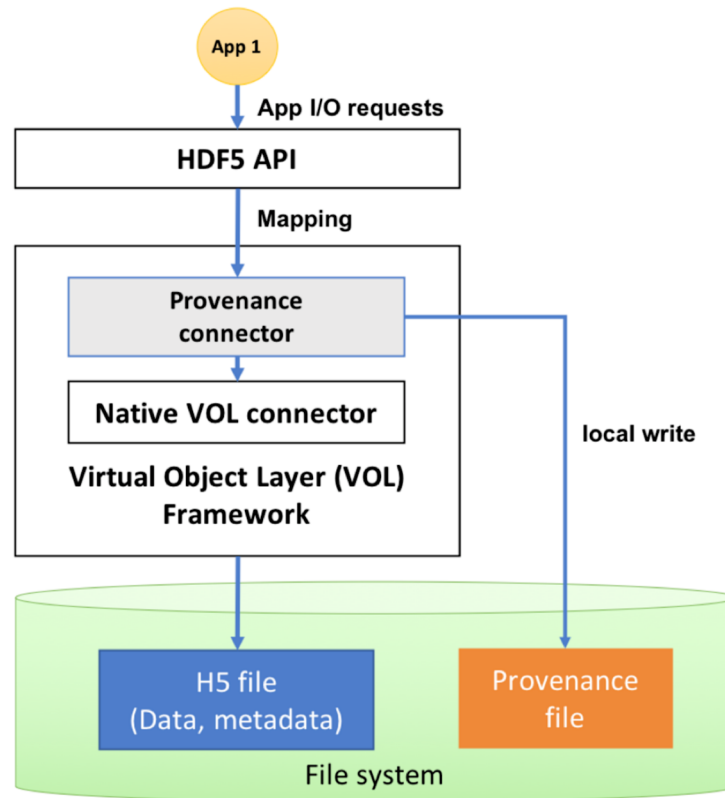 App 1
App I/O requests
HDF5 API
Mapping
Provenance
connector
Native VOL connector
local write
Virtual Object Layer (VOL)
Framework
H5 file
(Data, metadata)
Provenance
file
File system